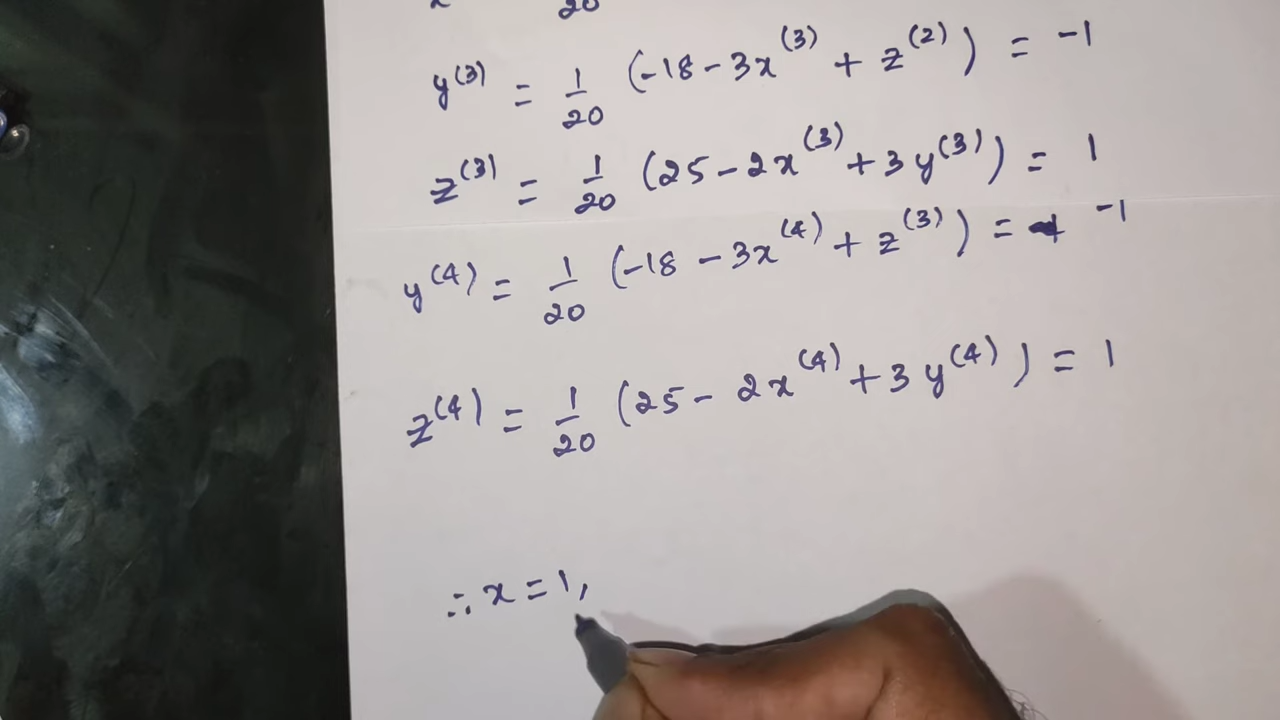 20
y^(3) = 1/20 (-18 - 3x^(3) + z^(2)) = -1
z^(3) = 1/20 (25 - 2x^(3) + 3y^(3)) = 1
y^(4) = 1/20 (-18 - 3x^(4) + z^(3)) = -1
z^(4) = 1/20 (25 - 2x^(4) + 3y^(4)) = 1
∴ x = 1,